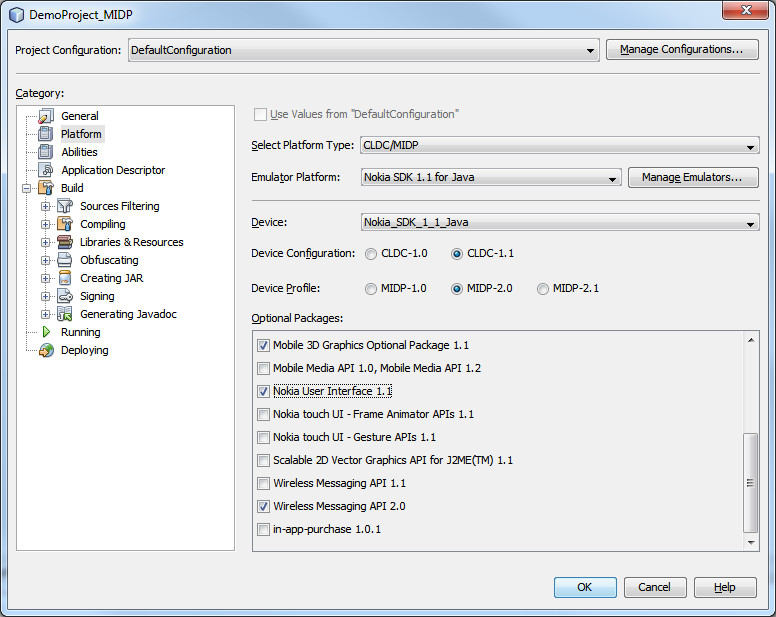 DemoProject_MIDP
Project Configuration: DefaultConfiguration Manage Configurations...
Category:
General
Platform
Abilities
Application Descriptor
Build
Sources Filtering
Compiling
Libraries & Resources
Obfuscating
Creating JAR
Signing
Generating Javadoc
Running
Deploying
Use Values from "DefaultConfiguration"
Select Platform Type: CLDC/MIDP
Emulator Platform: Nokia SDK 1.1 for Java Manage Emulators...
Device: Nokia_SDK_1_1_Java
Device Configuration: CLDC-1.0 CLDC-1.1
Device Profile: MIDP-1.0 MIDP-2.0 MIDP-2.1
Optional Packages:
Mobile 3D Graphics Optional Package 1.1
Mobile Media API 1.0, Mobile Media API 1.2
Nokia User Interface 1.1
Nokia touch UI - Frame Animator APIs 1.1
Nokia touch UI - Gesture APIs 1.1
Scalable 2D Vector Graphics API for J2ME(TM) 1.1
Wireless Messaging API 1.1
Wireless Messaging API 2.0
in-app-purchase 1.0.1
OK Cancel Help